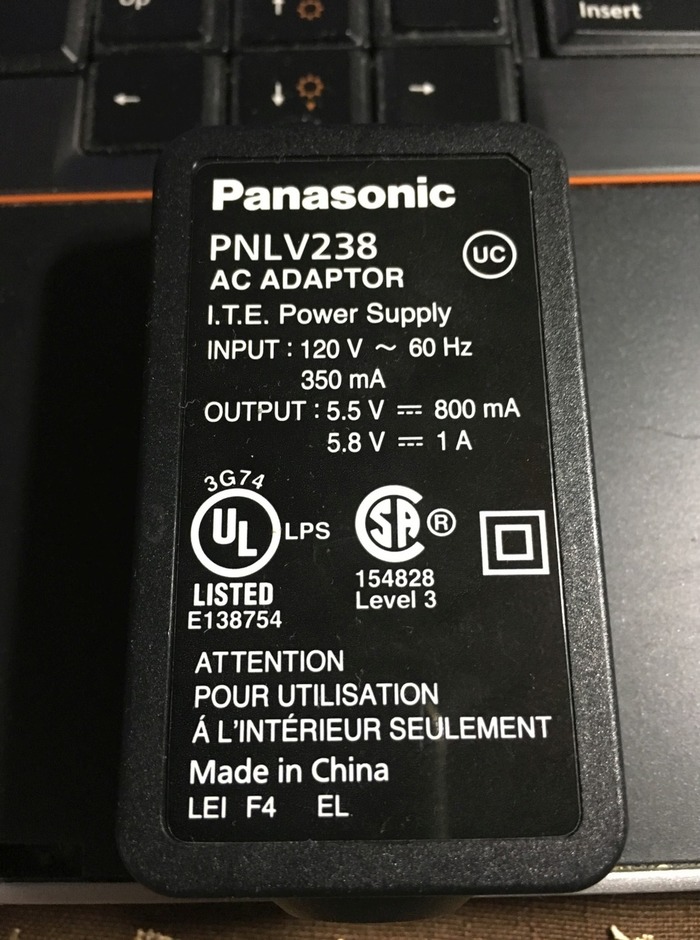 Insert
Panasonic
PNLV238
UC
AC ADAPTOR
I.T.E. Power Supply
INPUT : 120 V ~ 60 Hz
350 mA
OUTPUT : 5.5 V ⎓ 800 mA
5.8 V ⎓ 1 A
3G74
UL LPS
SA ®
LISTED
E138754
154828
Level 3
ATTENTION
POUR UTILISATION
Á L'INTÉRIEUR SEULEMENT
Made in China
LEI F4 EL